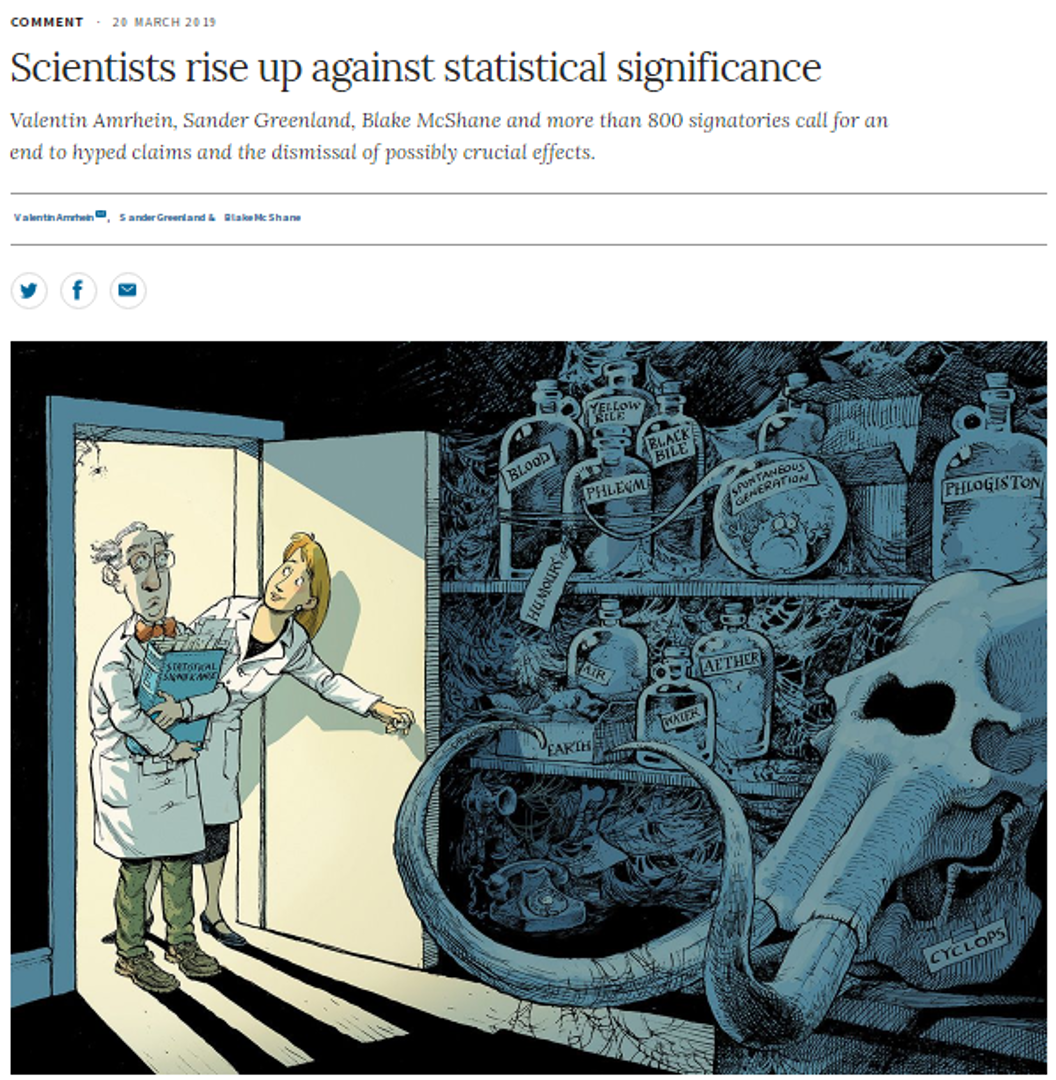 COMMENT · 20 MARCH 2019
Scientists rise up against statistical significance
Valentin Amrhein, Sander Greenland, Blake McShane and more than 800 signatories call for an
end to hyped claims and the dismissal of possibly crucial effects.
Valentin Amrhein, Sander Greenland & Blake McShane
YELLOW
BILE
BLOOD
BLACK
BILE
PHLEGM
SPONTANEOUS
GENERATION
PHLOGISTON
HUMOURS
STATISTICAL
SIGNIFICANCE
AIR
AETHER
WATER
EARTH
CYCLOPS